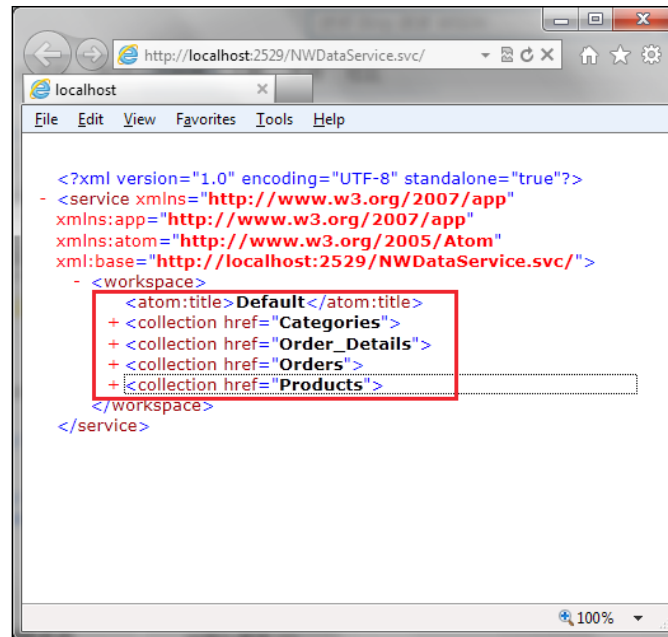 http://localhost:2529/NWDataService.svc/
localhost
File Edit View Favorites Tools Help
<?xml version="1.0" encoding="UTF-8" standalone="true"?>
- <service xmlns="http://www.w3.org/2007/app"
xmlns:app="http://www.w3.org/2007/app"
xmlns:atom="http://www.w3.org/2005/Atom"
xml:base="http://localhost:2529/NWDataService.svc/">
- <workspace>
<atom:title>Default</atom:title>
+ <collection href="Categories">
+ <collection href="Order_Details">
+ <collection href="Orders">
+ <collection href="Products">
</workspace>
</service>
100%